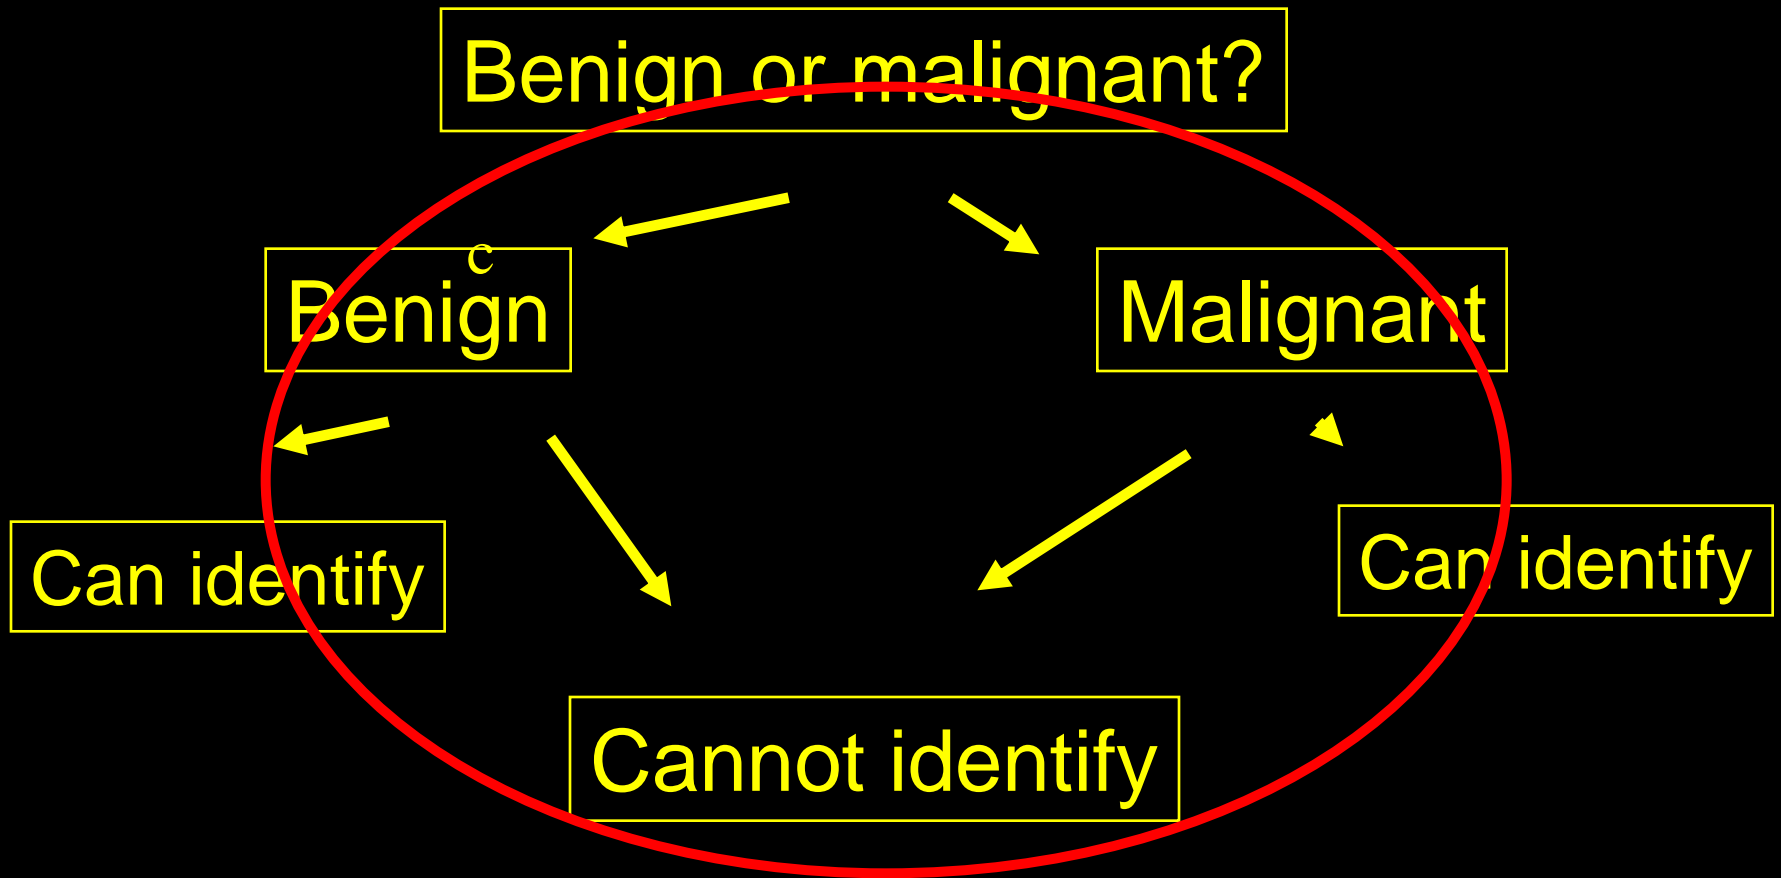 Benign or malignant?
c
Benign
Malignant
Can identify
Can identify
Cannot identify